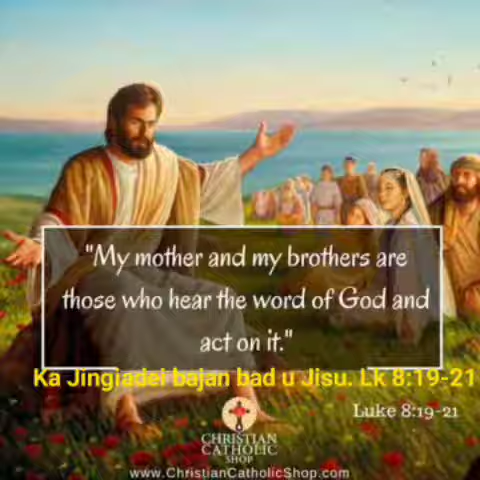 "My mother and my brothers are
those who hear the word of God and
act on it."
Ka Jingiadei bajan bad u Jisu. Lk 8:19-21
Luke 8:19-21
CHRISTIAN
CATHOLIC
SHOP
www.ChristianCatholicShop.com